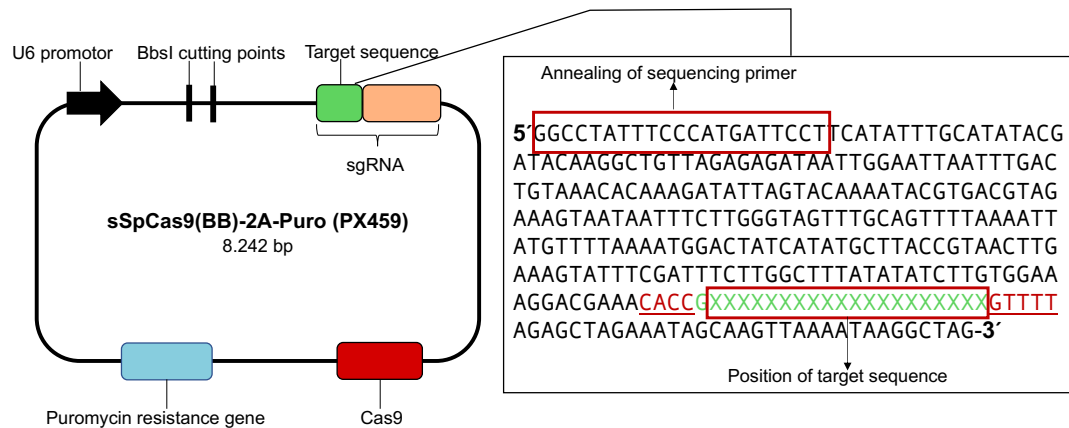 U6 promotor
BbsI cutting points
Target sequence
sgRNA
sSpCas9(BB)-2A-Puro (PX459)
8.242 bp
Puromycin resistance gene
Cas9
Annealing of sequencing primer
5´GGCCTATTTCCCATGATTCCTTCATATTTGCATATACG
ATACAAGGCTGTTAGAGAGATAATTGGAATTAATTTGAC
TGTAAACACAAAGATATTAGTACAAAATACGTGACGTAG
AAAGTAATAATTTCTTGGGTAGTTTGCAGTTTTAAAATT
ATGTTTTAAAATGGACTATCATATGCTTACCGTAACTTG
AAAGTATTTCGATTTCTTGGCTTTATATATCTTGTGGAA
AGGACGAAACACCGXXXXXXXXXXXXXXXXXXXXGTTTT
AGAGCTAGAAATAGCAAGTTAAAATAAGGCTAG-3´
Position of target sequence